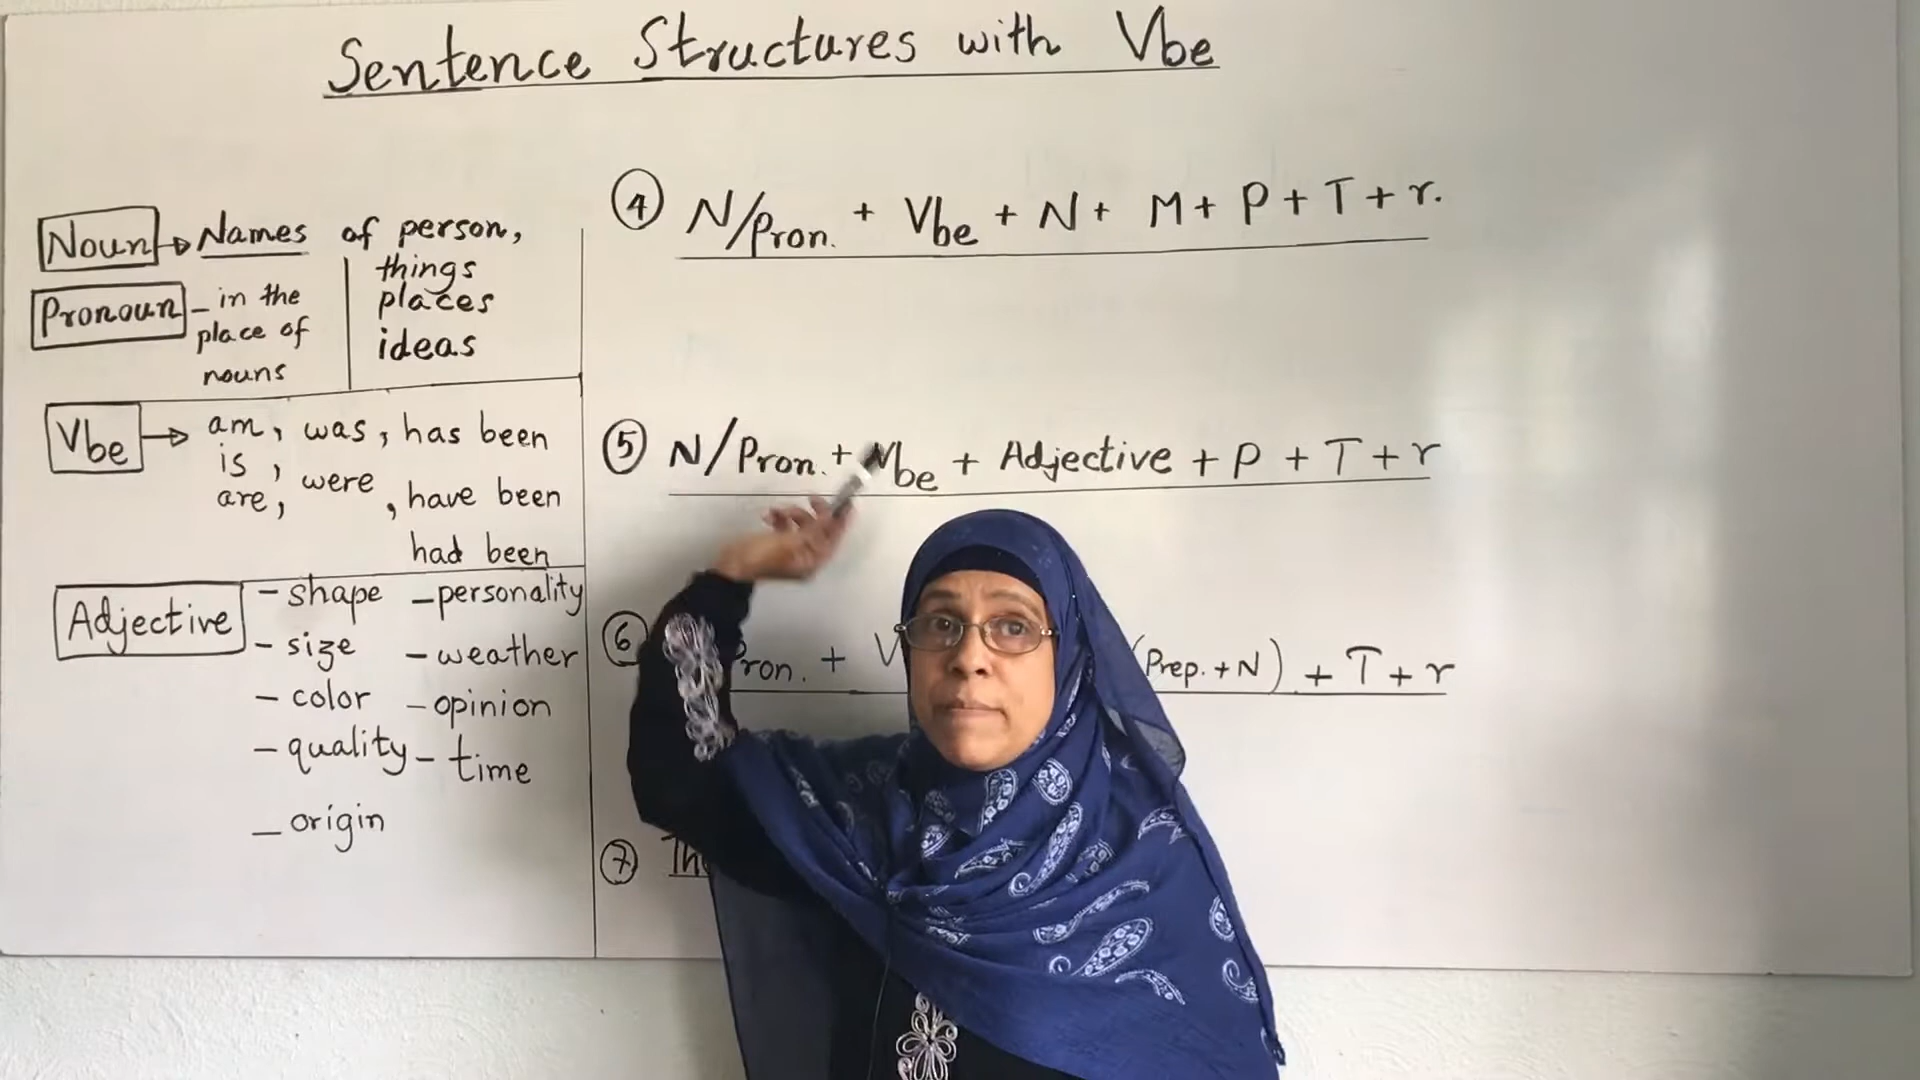 Sentence Structures with Vbe
Noun → Names of person,
things
places
ideas
Pronoun - in the
place of
nouns
Vbe → am, was, has been
is, were
are, , have been
had been
Adjective - shape - personality
- size - weather
- color - opinion
- quality - time
- origin
④ N/Pron. + Vbe + N + M + P + T + r.
⑤ N/Pron. + Vbe + Adjective + P + T + r
⑥ Pron. + V (Prep. + N) + T + r
⑦ The